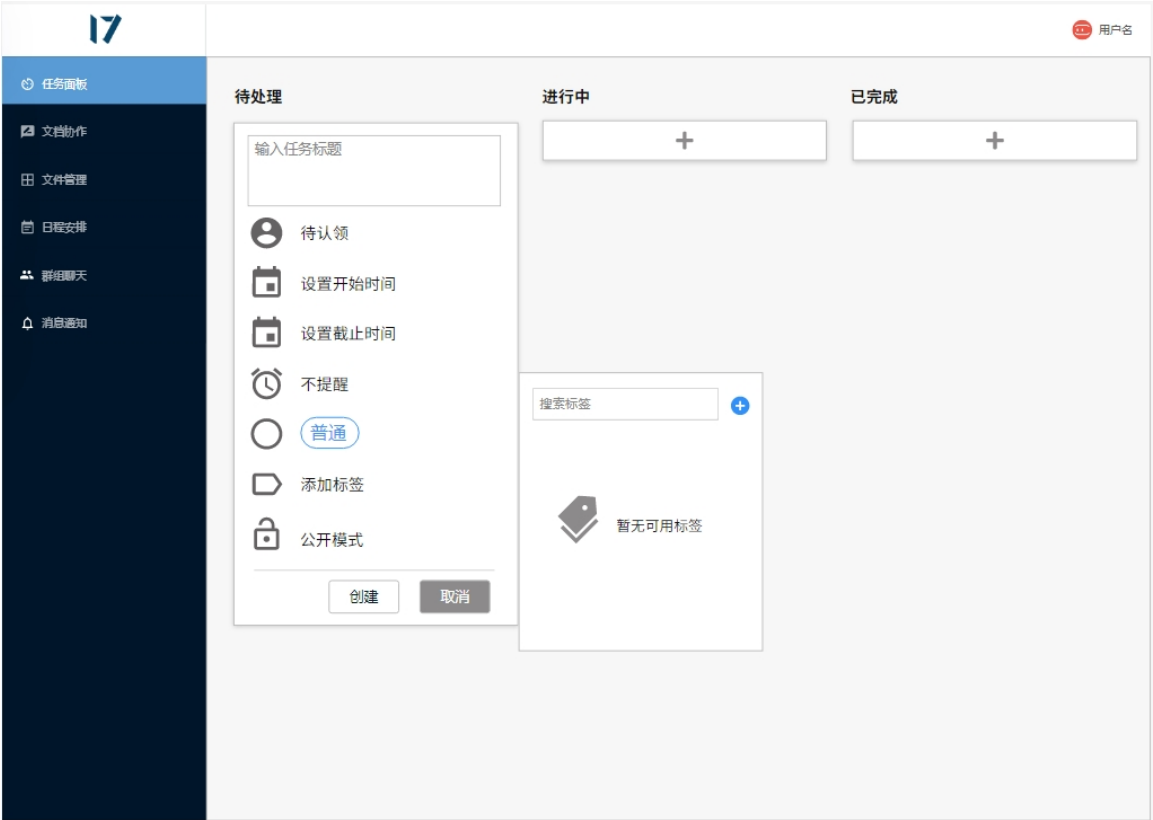 17
用户名
任务面板
文档协作
文件管理
日程安排
群组聊天
消息通知
待处理
输入任务标题
待认领
设置开始时间
设置截止时间
不提醒
普通
添加标签
公开模式
创建
取消
搜索标签
暂无可用标签
进行中
已完成